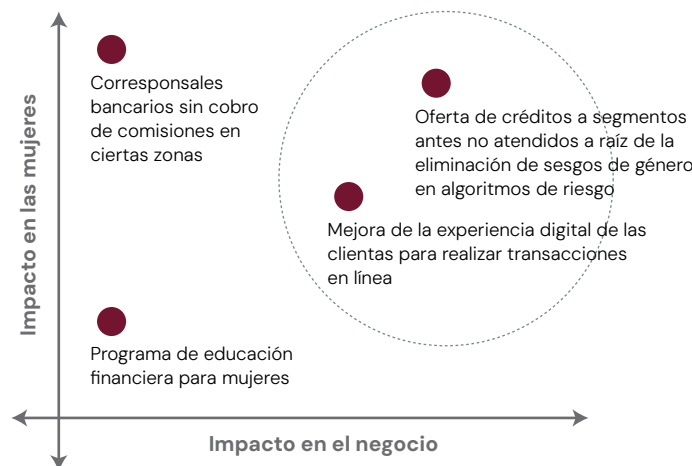 Impacto en las mujeres
Corresponsales
bancarios sin cobro
de comisiones en
ciertas zonas
Oferta de créditos a segmentos
antes no atendidos a raíz de la
eliminación de sesgos de género
en algoritmos de riesgo
Mejora de la experiencia digital de las
clientas para realizar transacciones
en línea
Programa de educación
financiera para mujeres
Impacto en el negocio